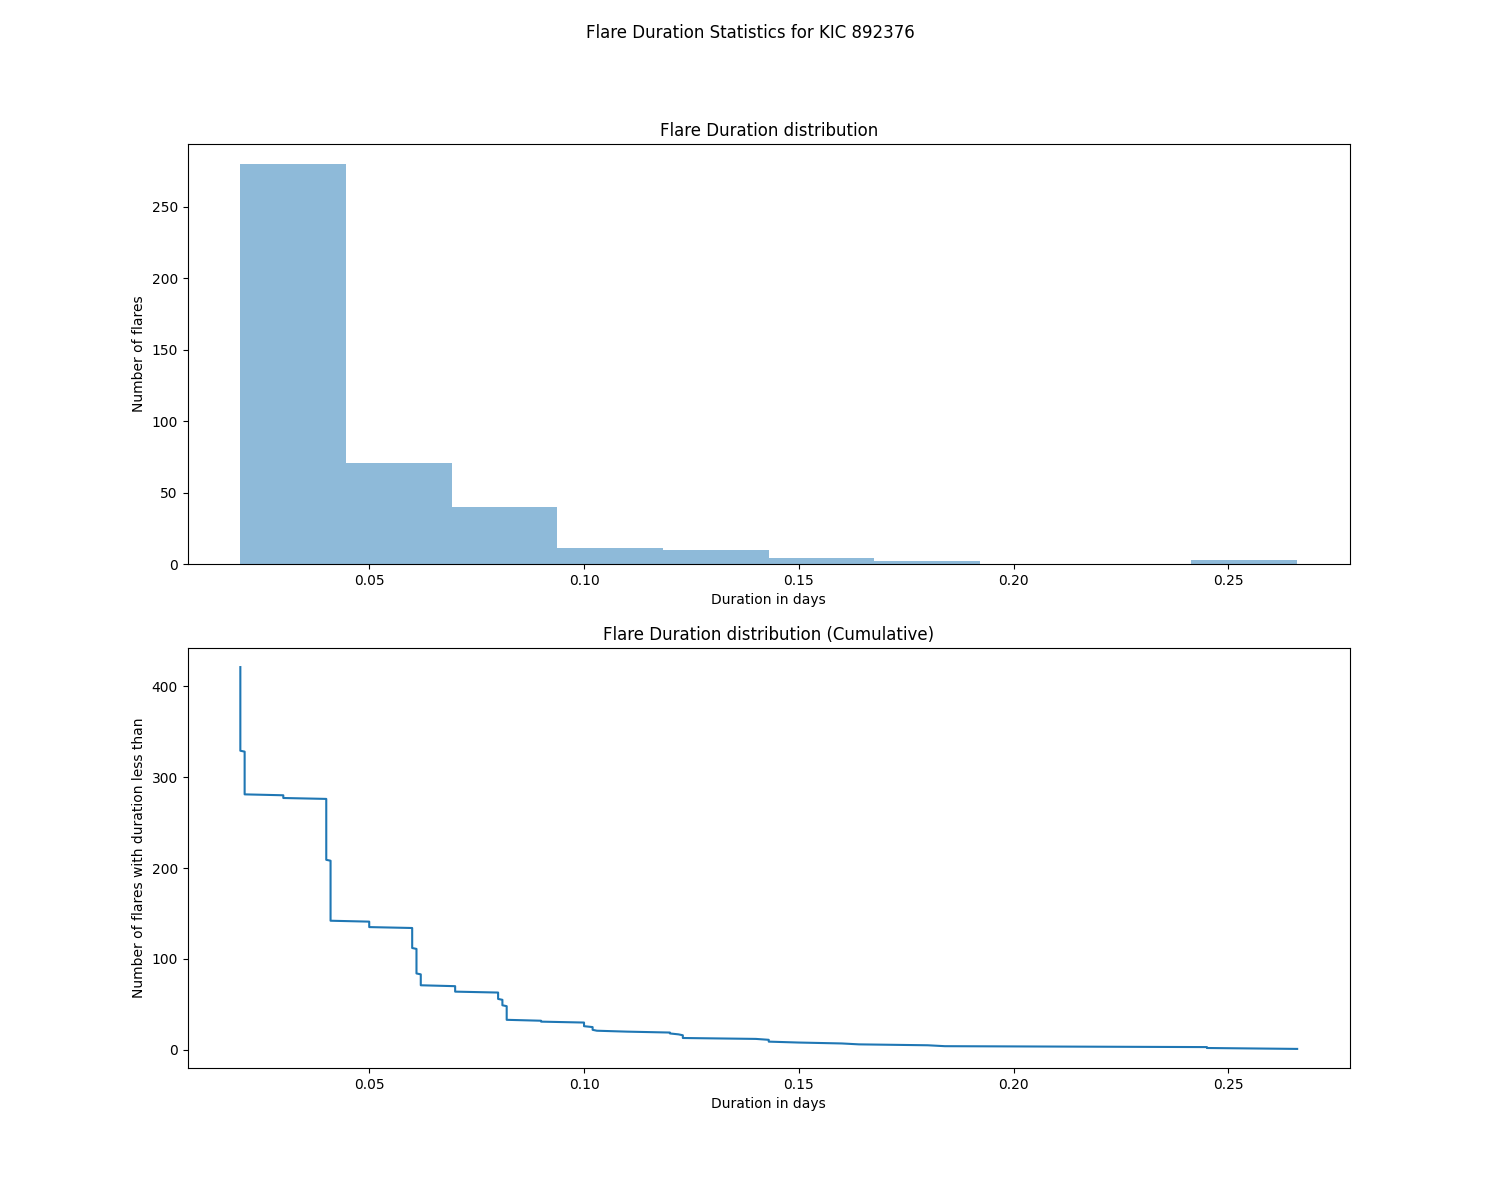 Flare Duration Statistics for KIC 892376
Flare Duration distribution
Number of flares
250
200
150
100
50
0
0.05 0.10 0.15 0.20 0.25
Duration in days
Flare Duration distribution (Cumulative)
Number of flares with duration less than
400
300
200
100
0
0.05 0.10 0.15 0.20 0.25
Duration in days